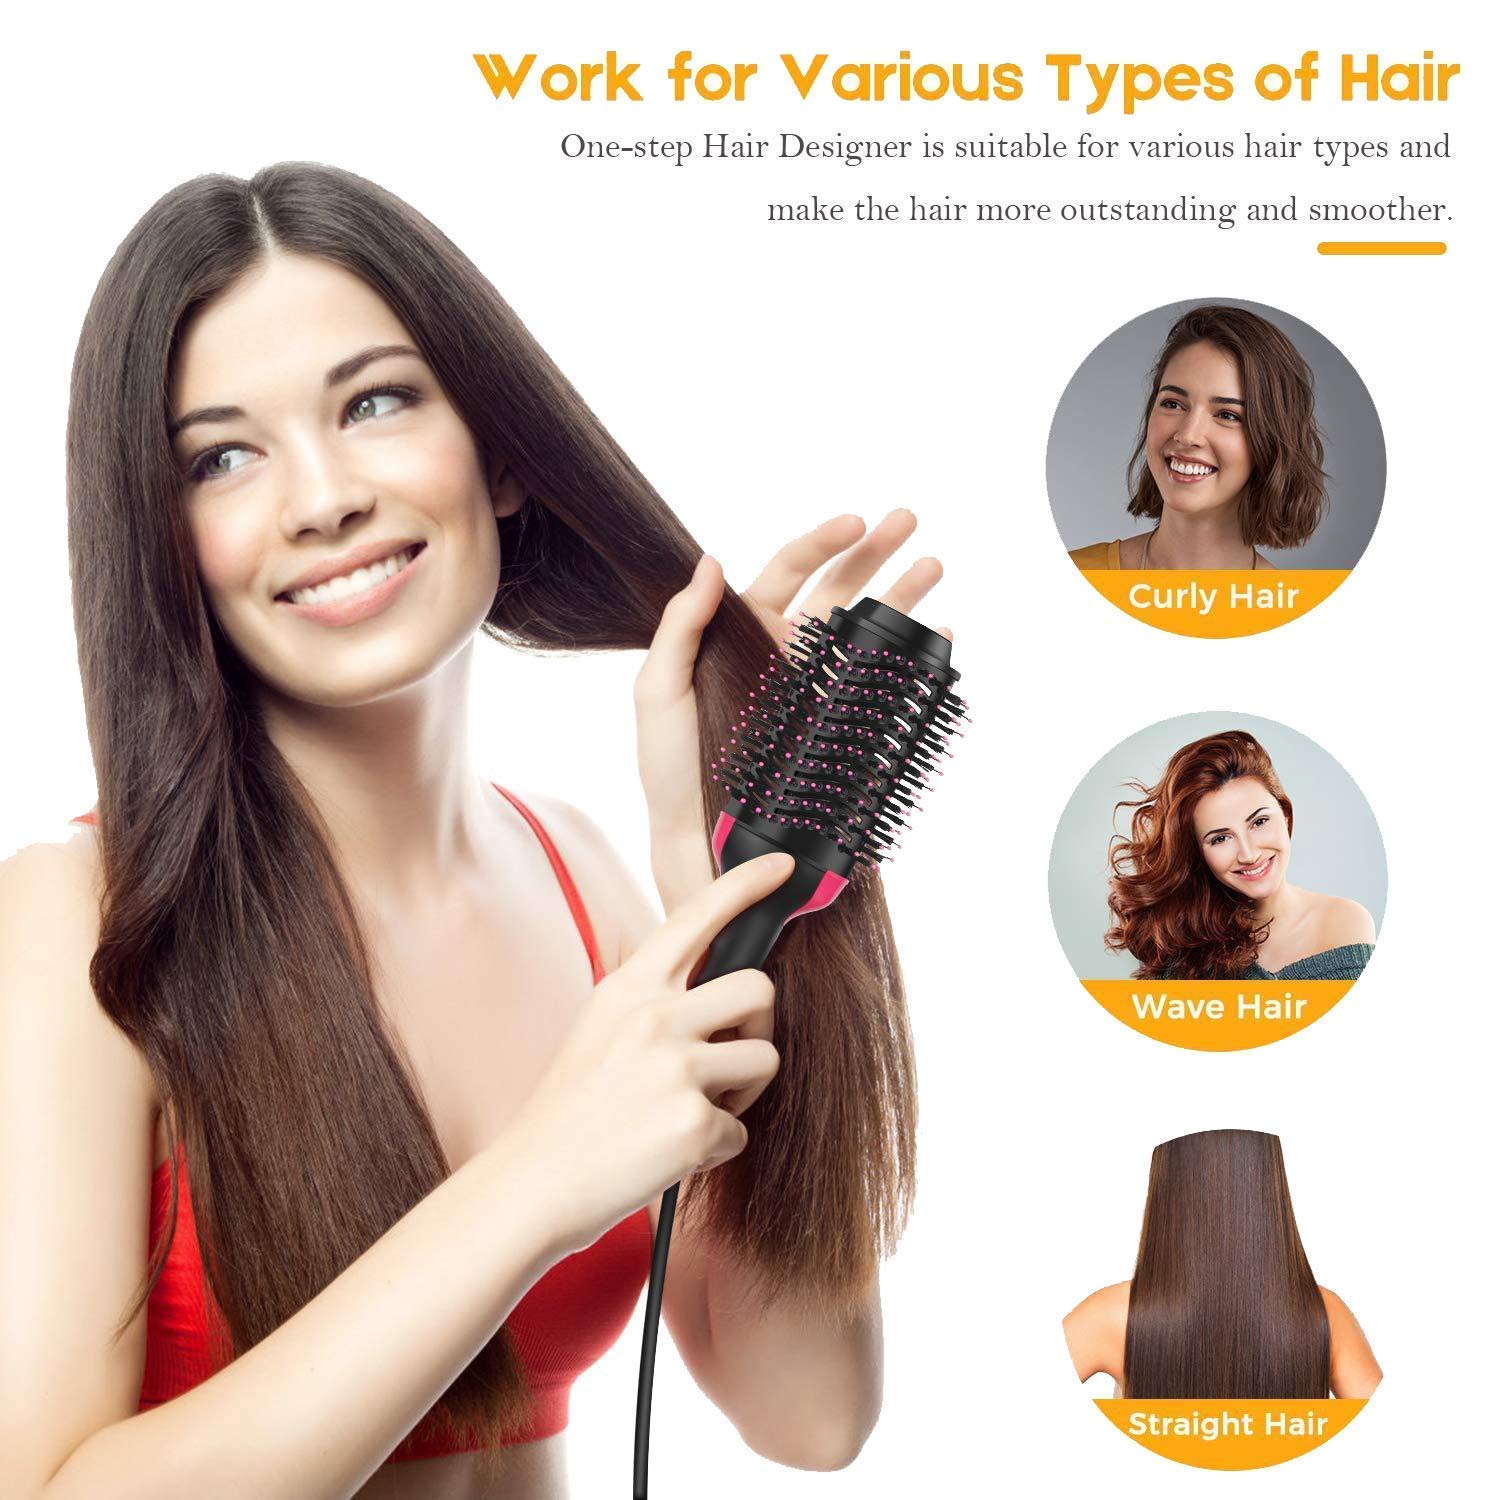 Work for Various Types of Hair
One-step Hair Designer is suitable for various hair types and
make the hair more outstanding and smoother.
Curly Hair
Wave Hair
Straight Hair